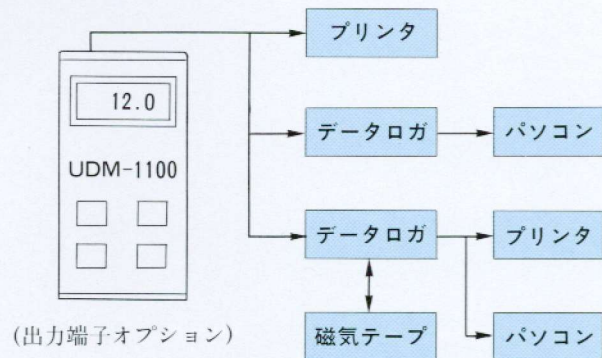 12.0
UDM-1100
(出力端子オプション)
プリンタ
データロガ
パソコン
データロガ
プリンタ
磁気テープ
パソコン